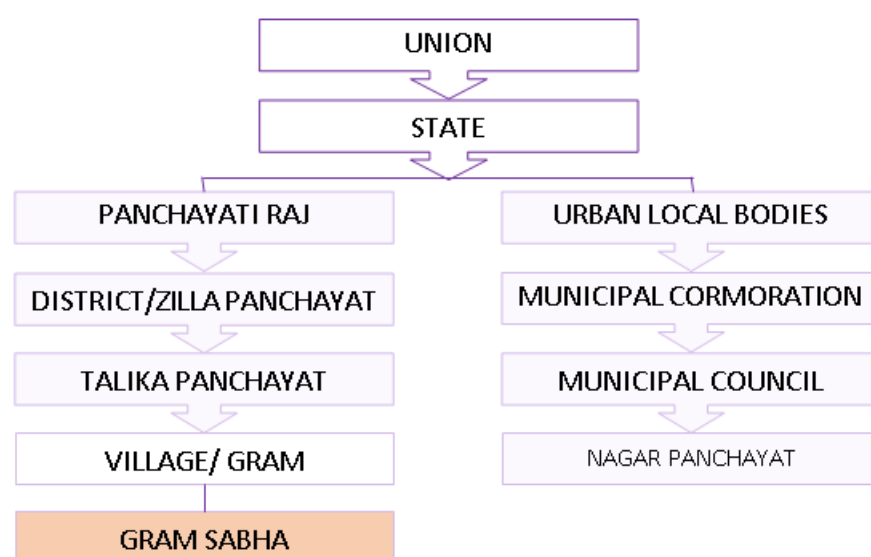 UNION
STATE
PANCHAYATI RAJ
URBAN LOCAL BODIES
DISTRICT/ZILLA PANCHAYAT
MUNICIPAL CORMORATION
TALIKA PANCHAYAT
MUNICIPAL COUNCIL
VILLAGE/ GRAM
NAGAR PANCHAYAT
GRAM SABHA